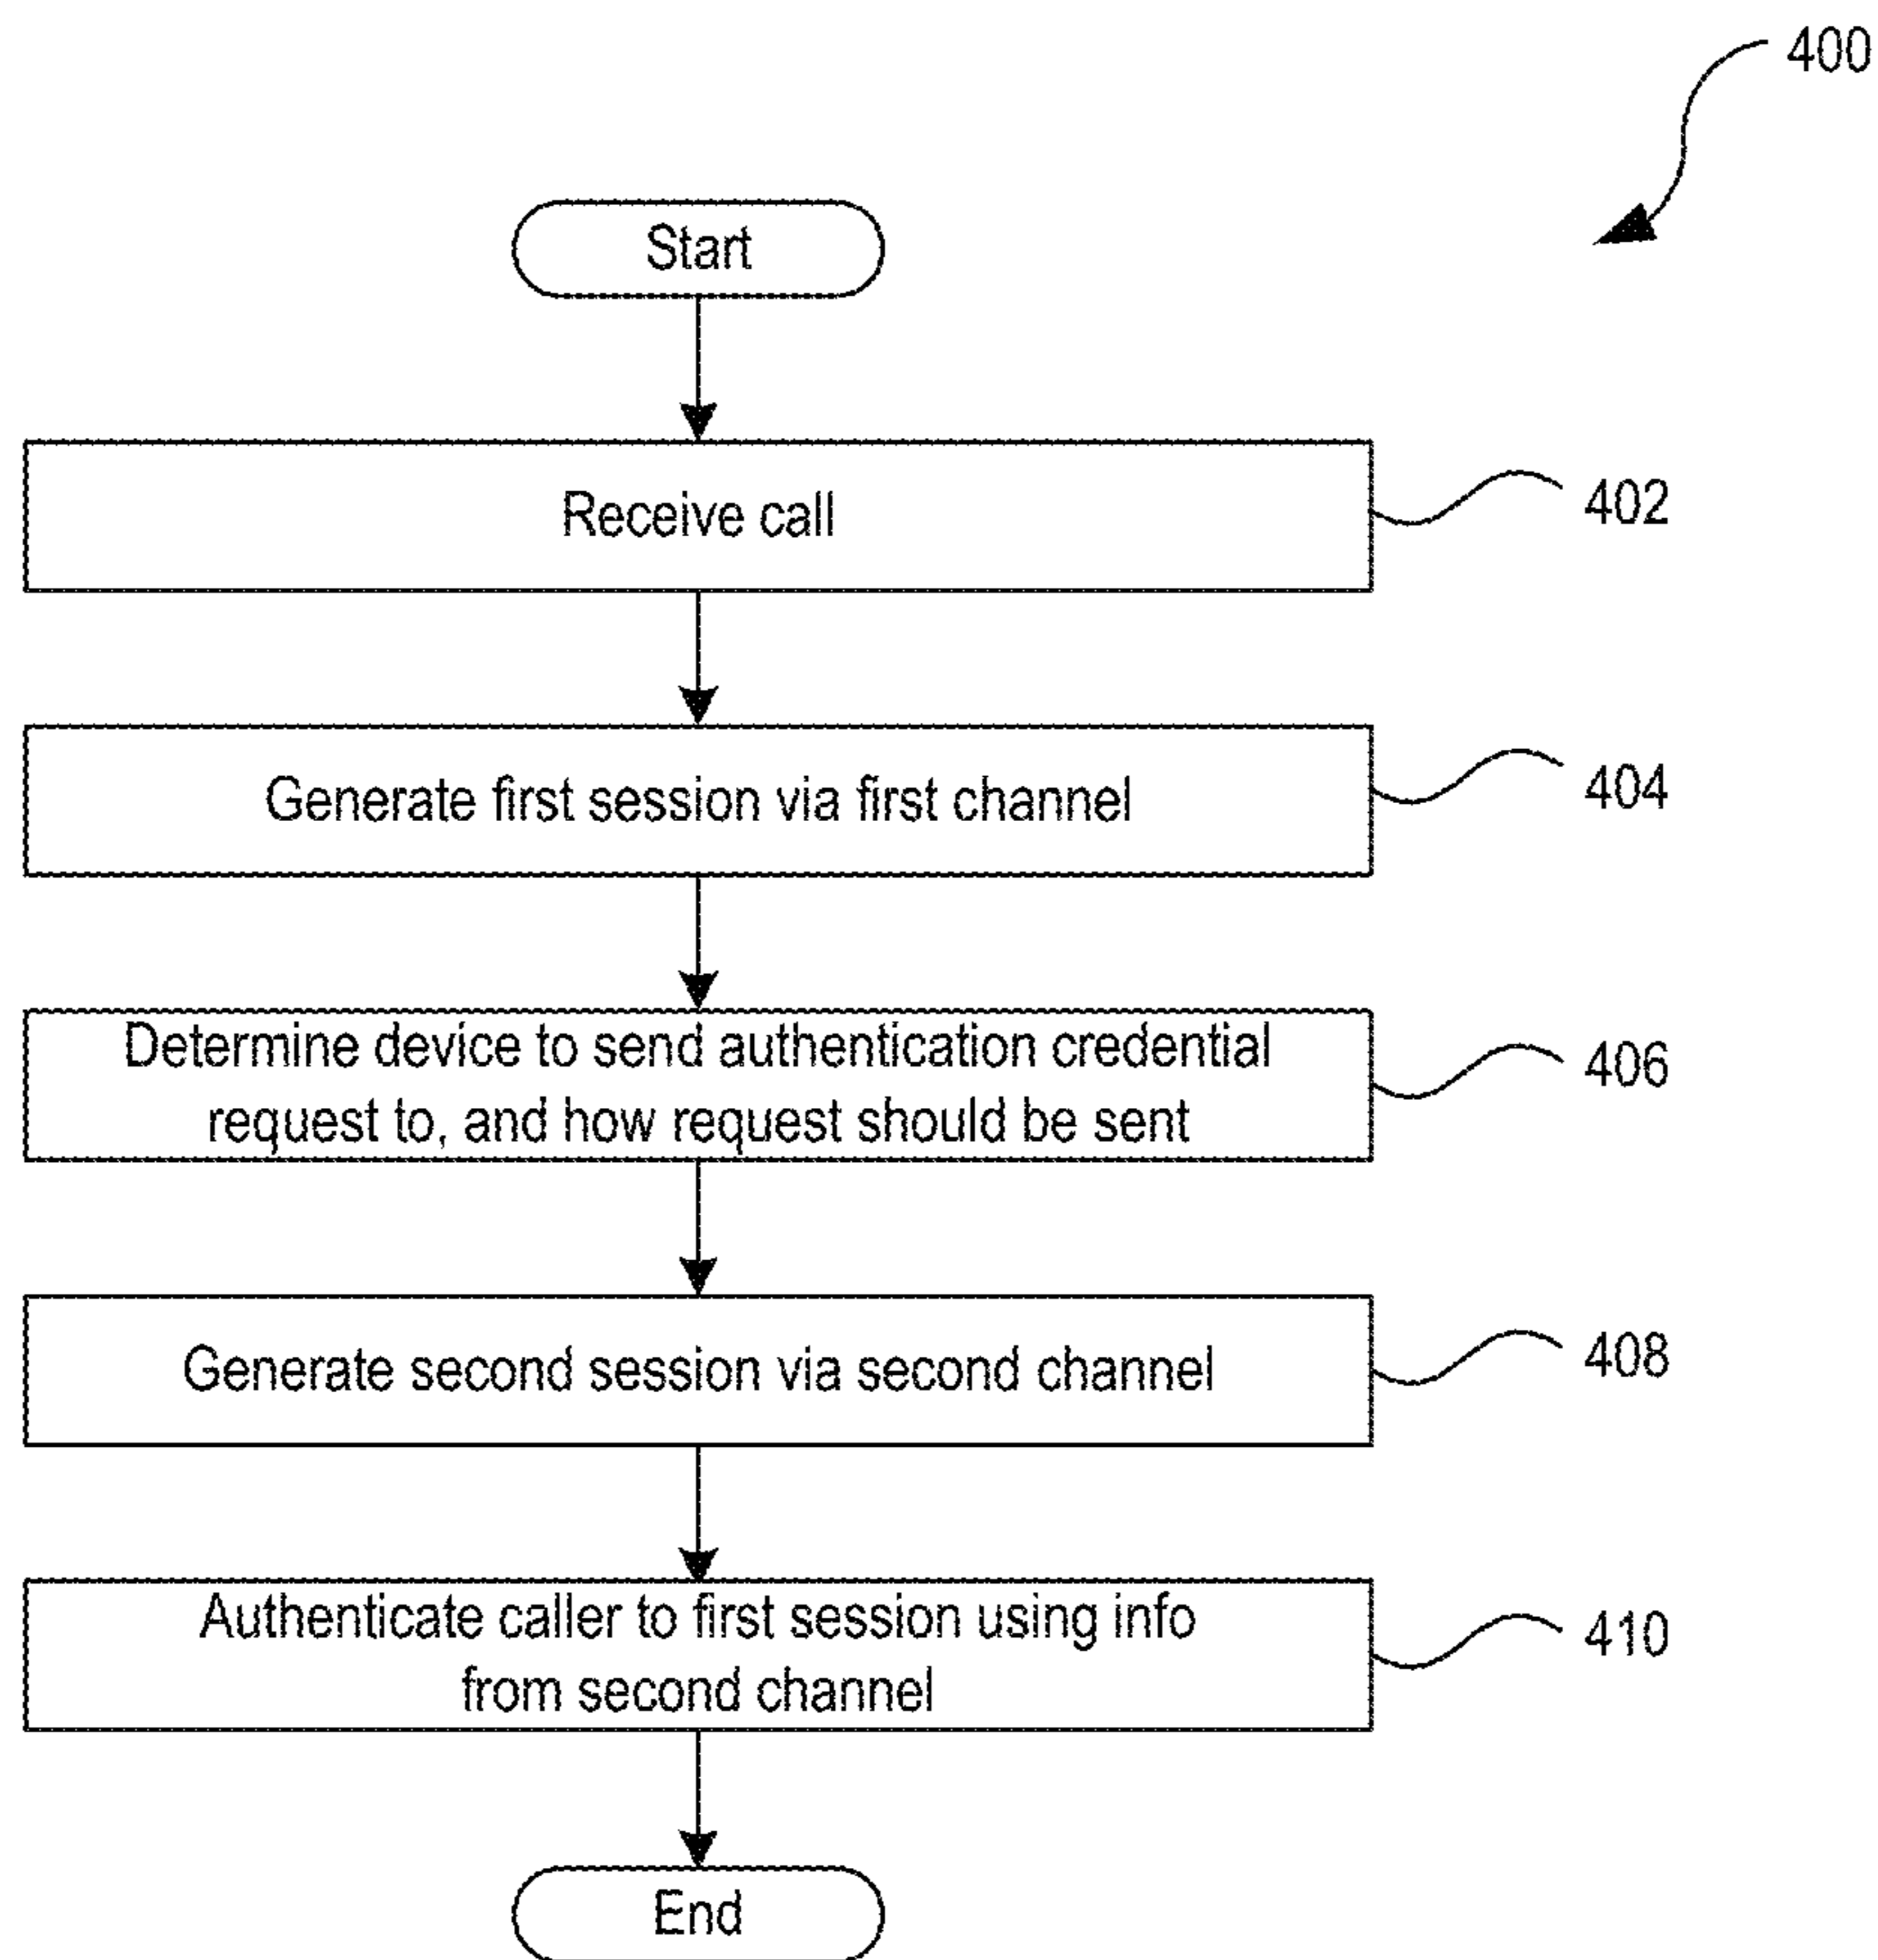 400
Start
Receive call
402
Generate first session via first channel
404
Determine device to send authentication credential
request to, and how request should be sent
406
Generate second session via second channel
408
Authenticate caller to first session using info
from second channel
410
End